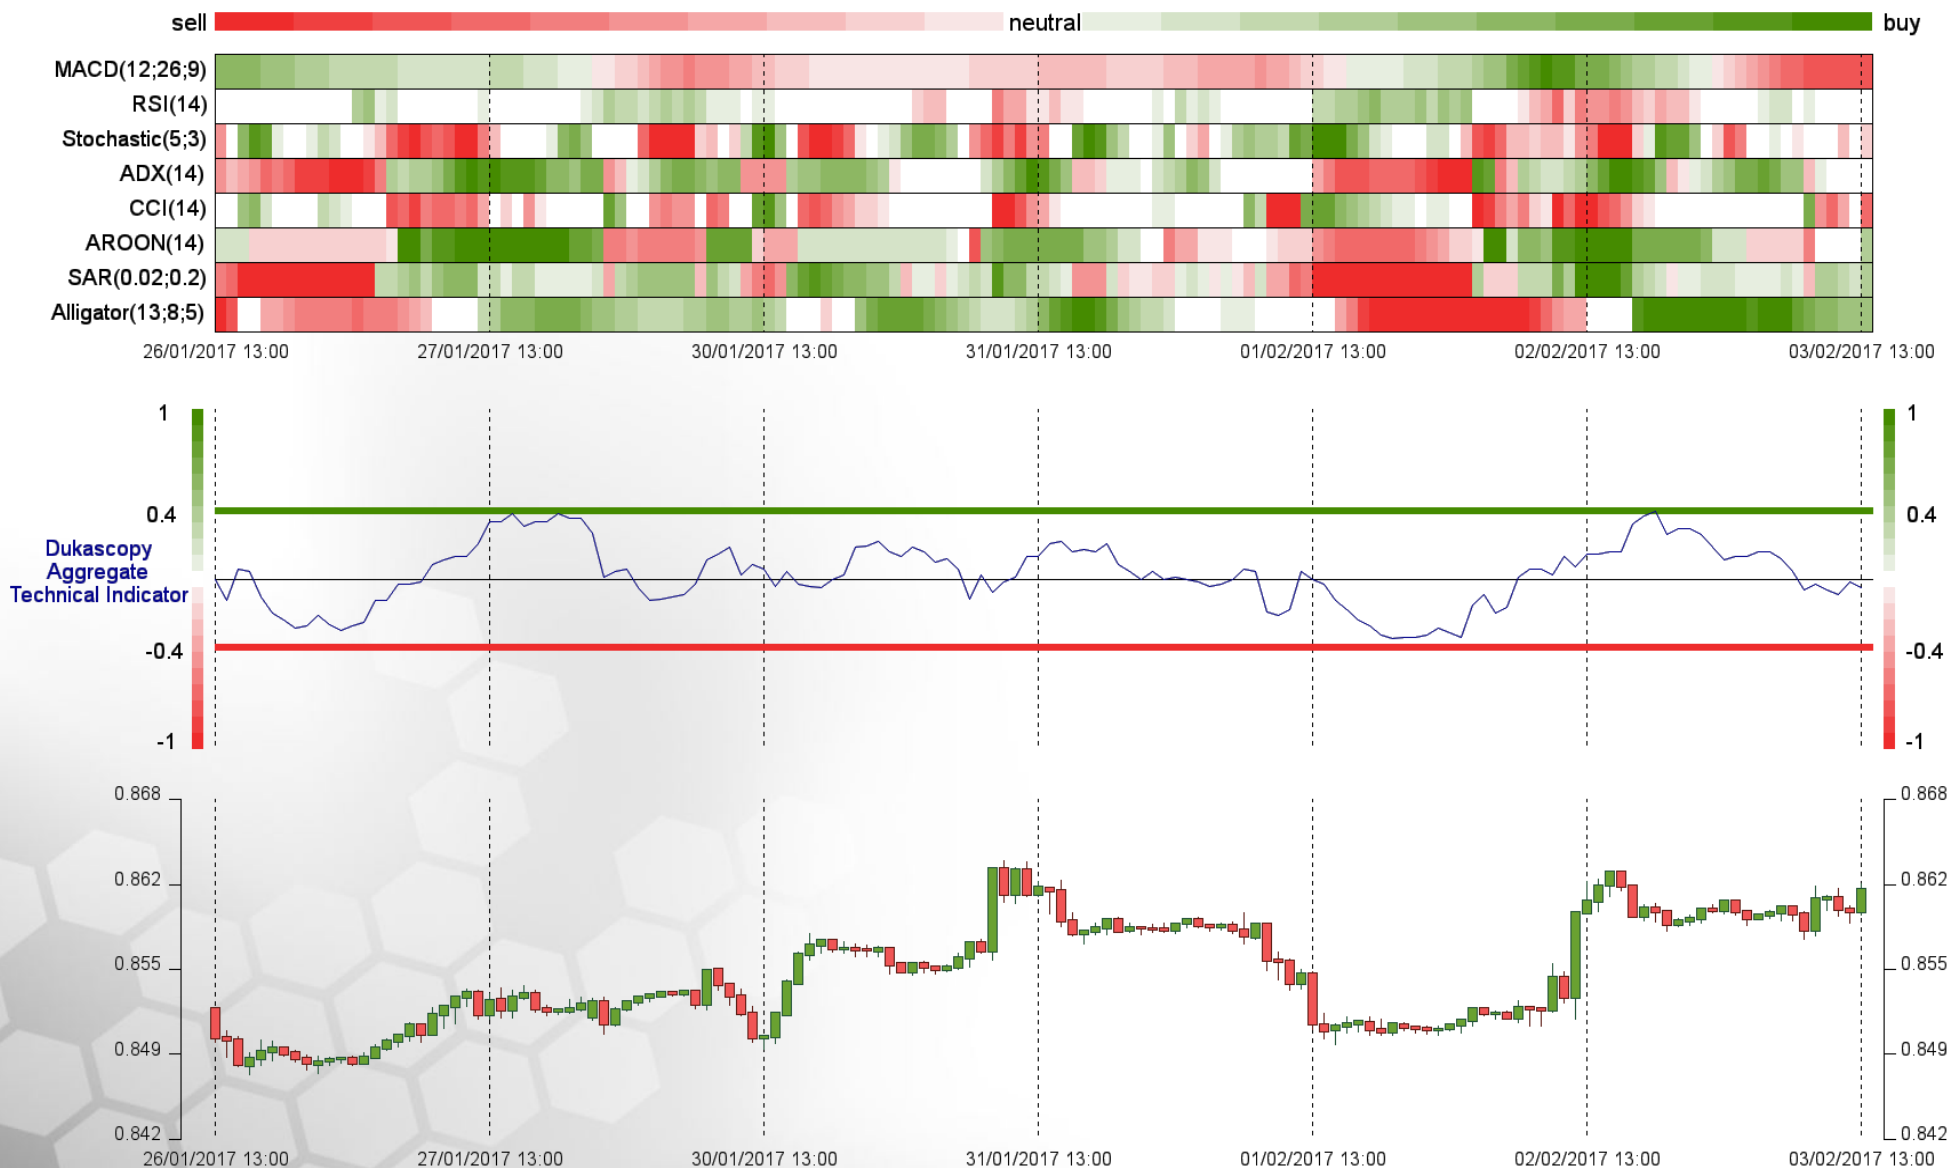 sell neutral buy
MACD(12;26;9)
RSI(14)
Stochastic(5;3)
ADX(14)
CCI(14)
AROON(14)
SAR(0.02;0.2)
Alligator(13;8;5)
26/01/2017 13:00 27/01/2017 13:00 30/01/2017 13:00 31/01/2017 13:00 01/02/2017 13:00 02/02/2017 13:00 03/02/2017 13:00
1 1
0.4 0.4
Dukascopy
Aggregate
Technical Indicator
-0.4 -0.4
-1 -1
0.868 0.868
0.862 0.862
0.855 0.855
0.849 0.849
0.842 0.842
26/01/2017 13:00 27/01/2017 13:00 30/01/2017 13:00 31/01/2017 13:00 01/02/2017 13:00 02/02/2017 13:00 03/02/2017 13:00